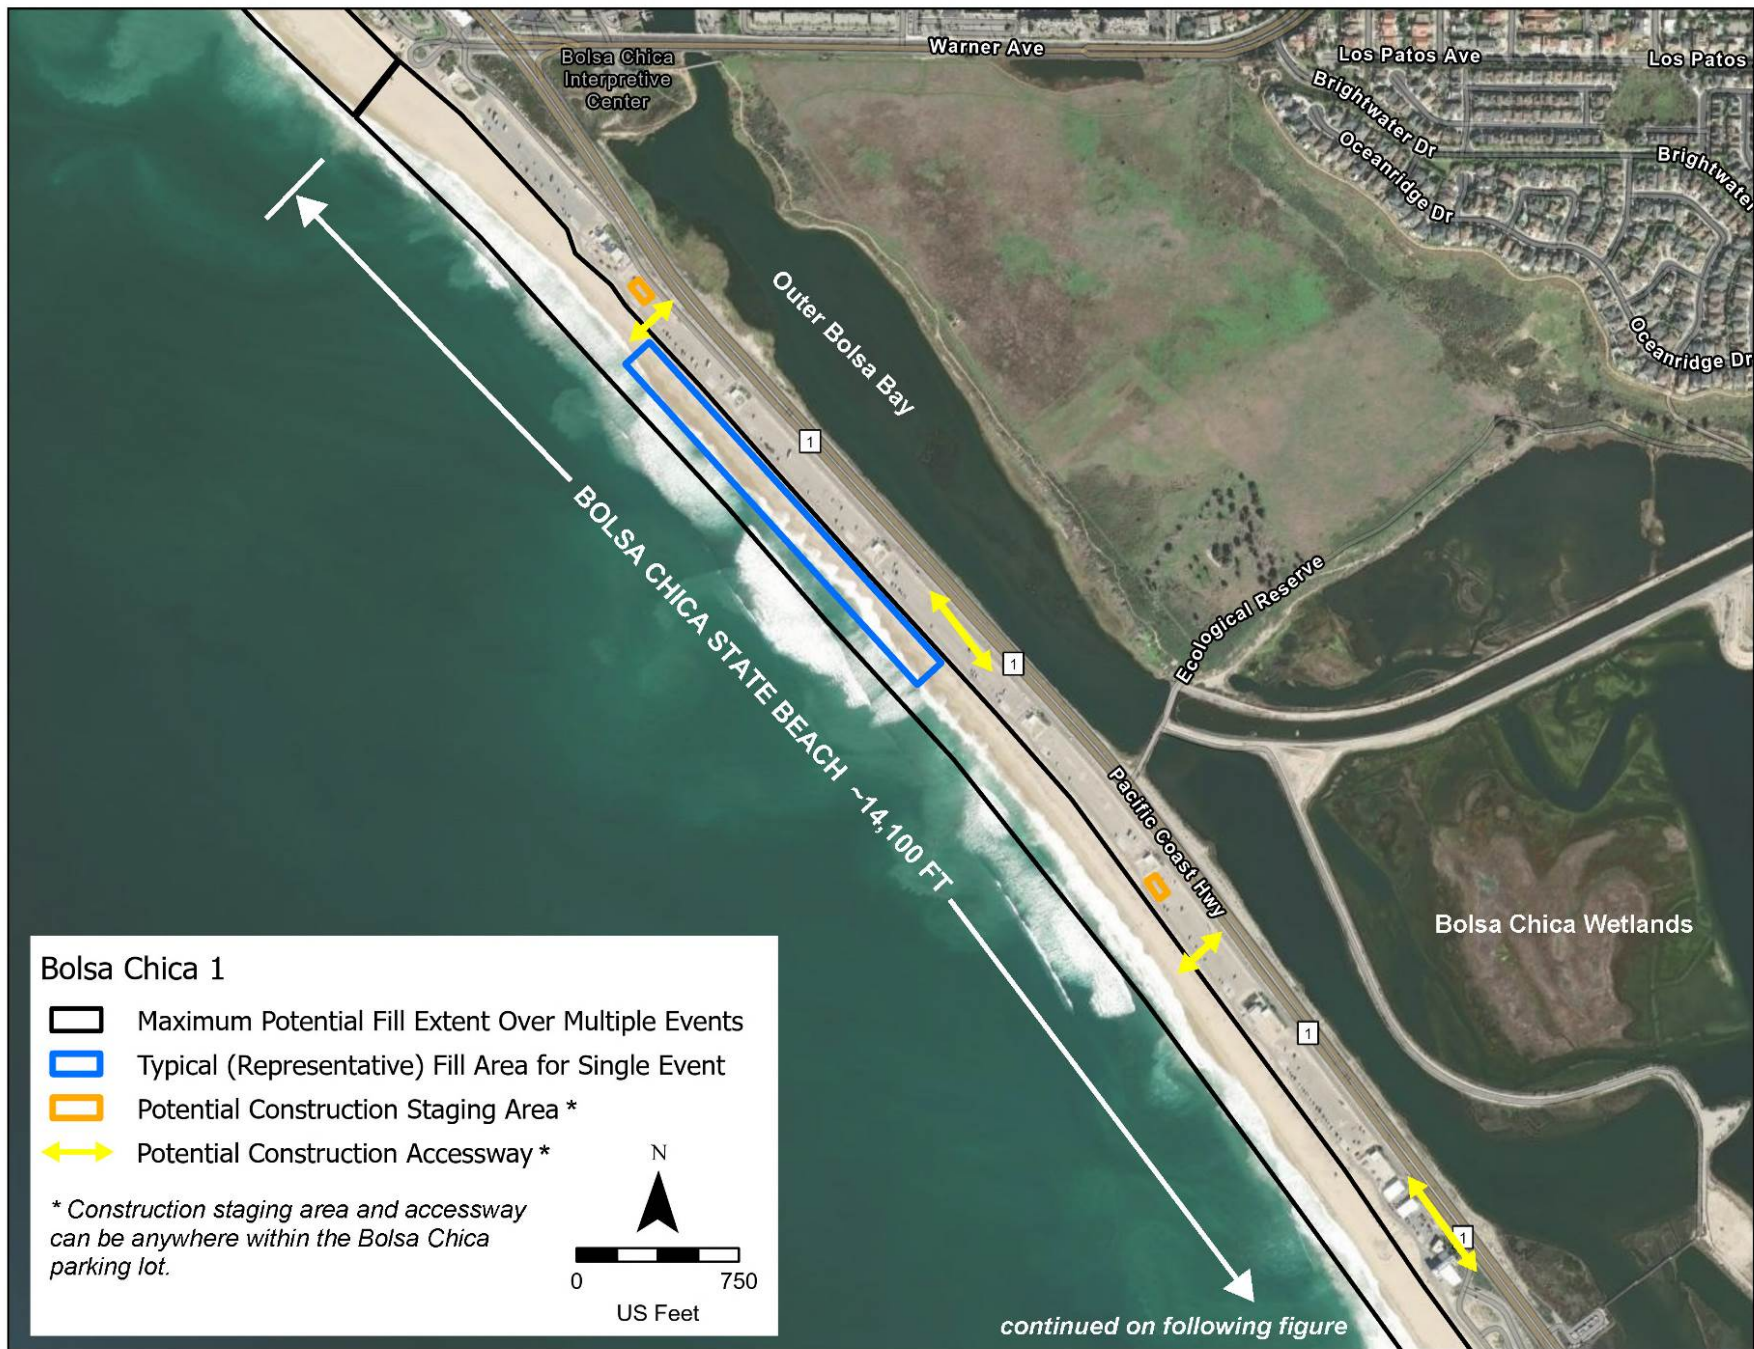 Warner Ave
Los Patos Ave
Los Patos
Bolsa Chica
Interpretive
Center
Brightwater Dr
Oceanridge Dr
Brightwater
Oceanridge Dr
Outer Bolsa Bay
1
BOLSA CHICA STATE BEACH ~14,100 FT
1
Ecological Reserve
Pacific Coast Hwy
Bolsa Chica Wetlands
1
1
Bolsa Chica 1
Maximum Potential Fill Extent Over Multiple Events
Typical (Representative) Fill Area for Single Event
Potential Construction Staging Area *
Potential Construction Accessway *
* Construction staging area and accessway
can be anywhere within the Bolsa Chica
parking lot.
N
0 750
US Feet
continued on following figure